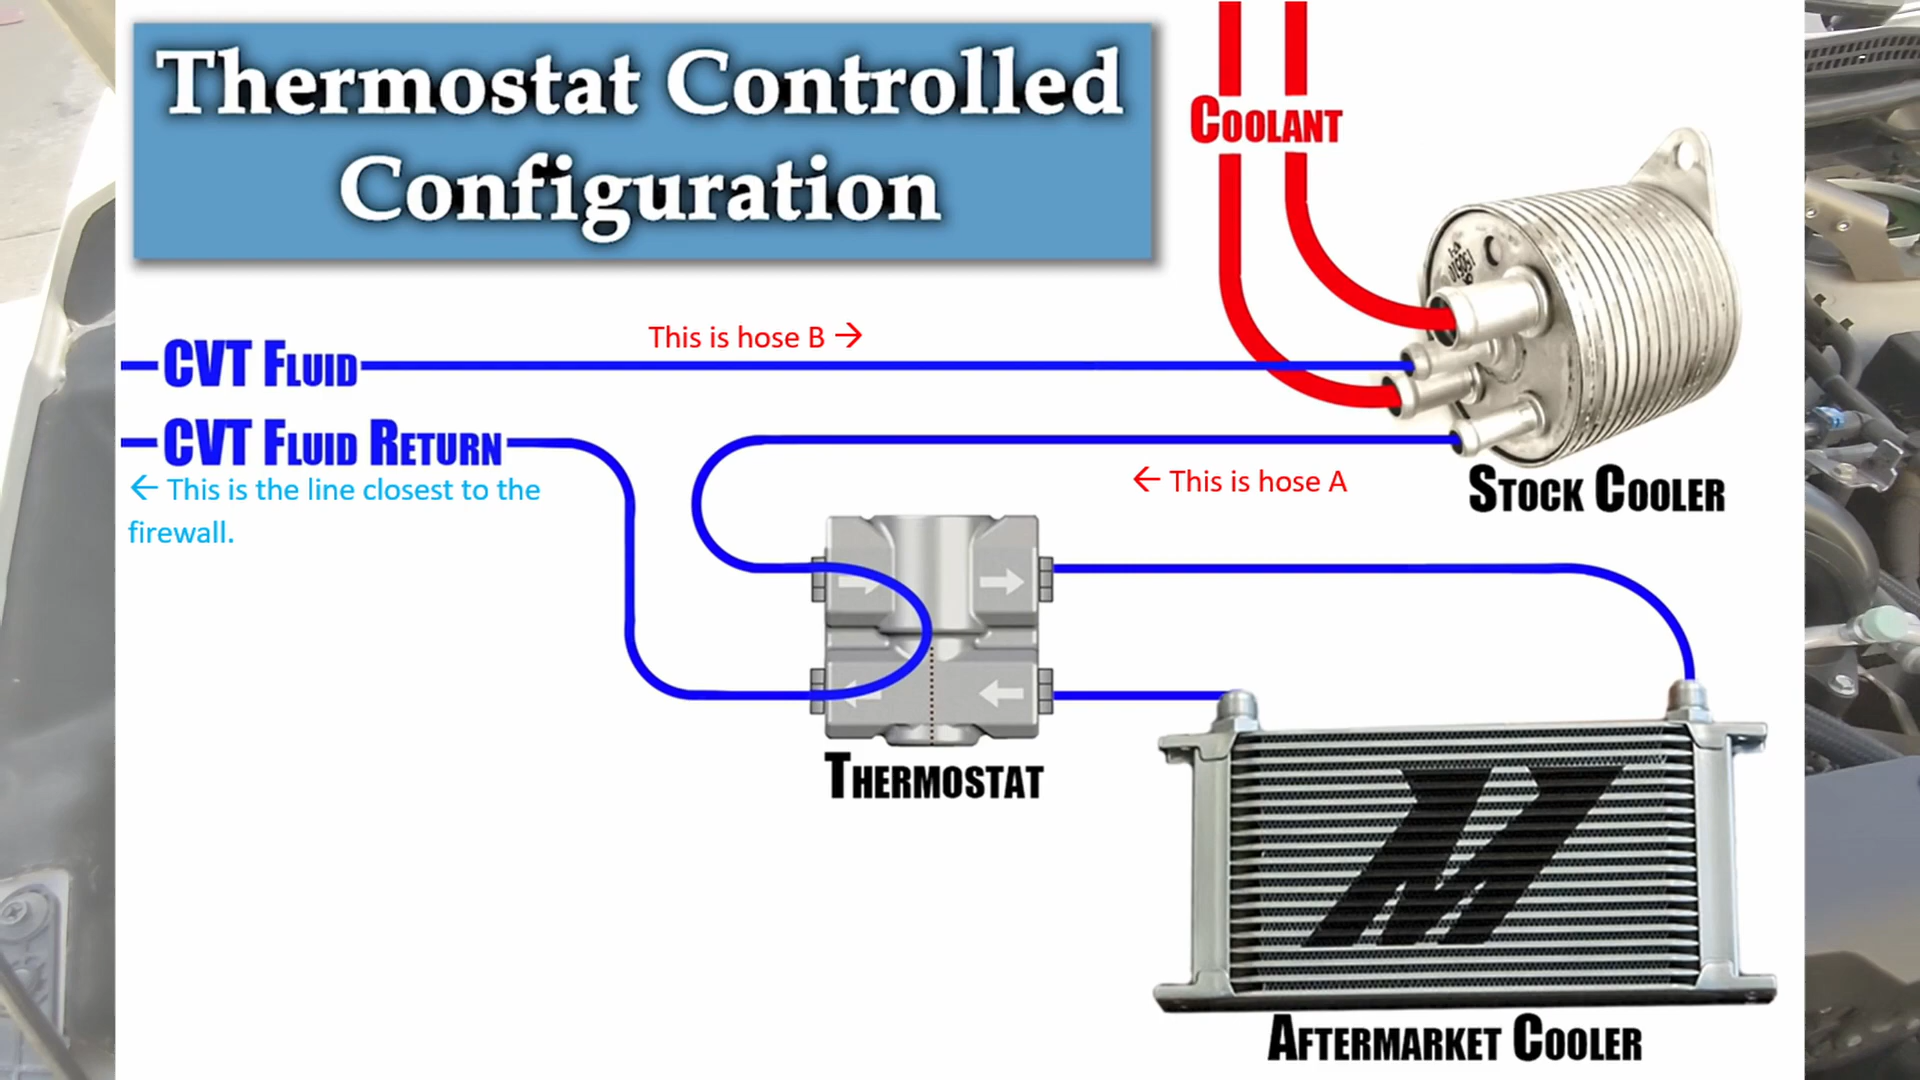 Thermostat Controlled
Configuration
COOLANT
This is hose B →
CVT FLUID
CVT FLUID RETURN
← This is the line closest to the
firewall.
← This is hose A
STOCK COOLER
THERMOSTAT
AFTERMARKET COOLER